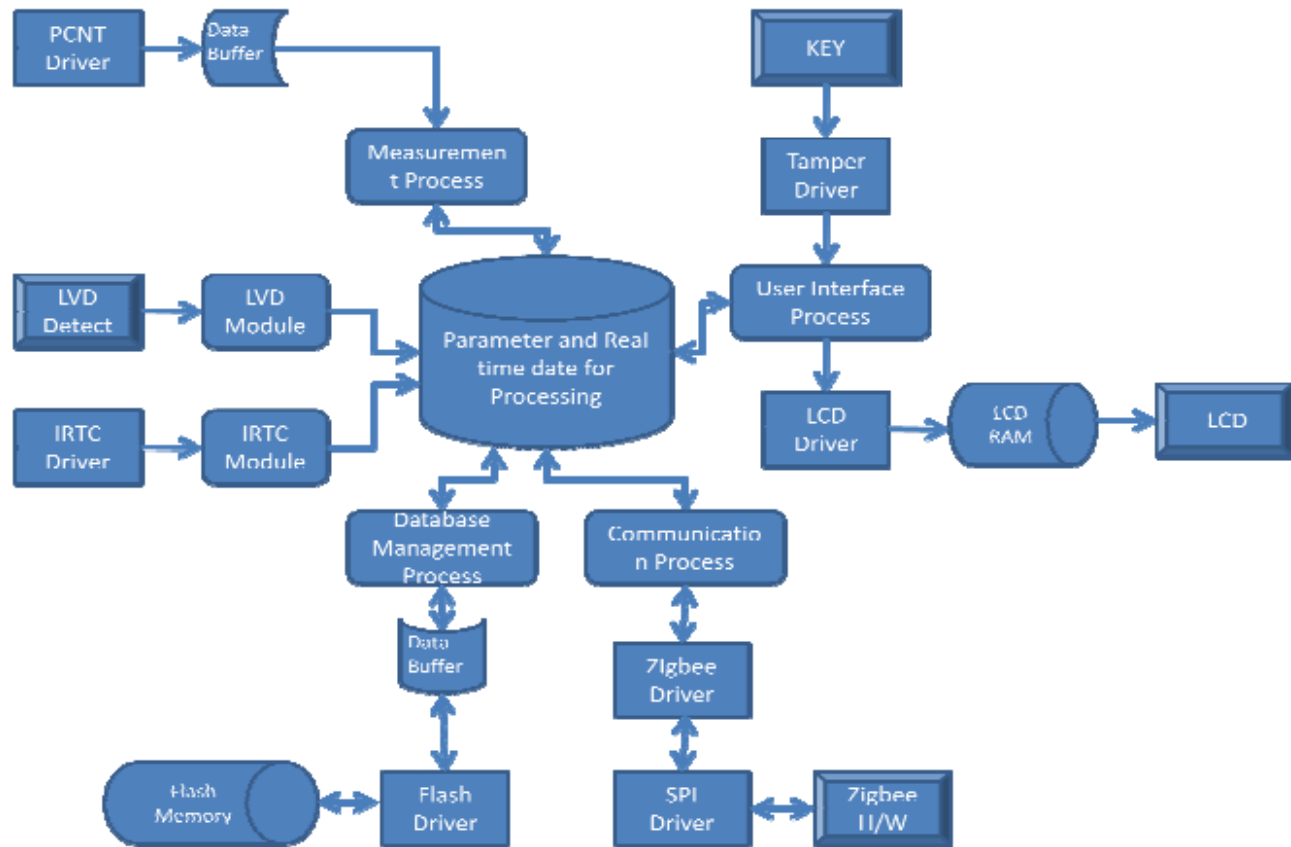 PCNT
Driver
Data
Buffer
KEY
Measuremen
t Process
Tamper
Driver
LVD
Detect
LVD
Module
User Interface
Process
Parameter and Real
time date for
Processing
IRTC
Driver
IRTC
Module
LCD
Driver
LCD
RAM
LCD
Database
Management
Process
Communicatio
n Process
Data
Buffer
ZIgbee
Driver
Flash
Memory
Flash
Driver
SPI
Driver
Zigbee
H/W